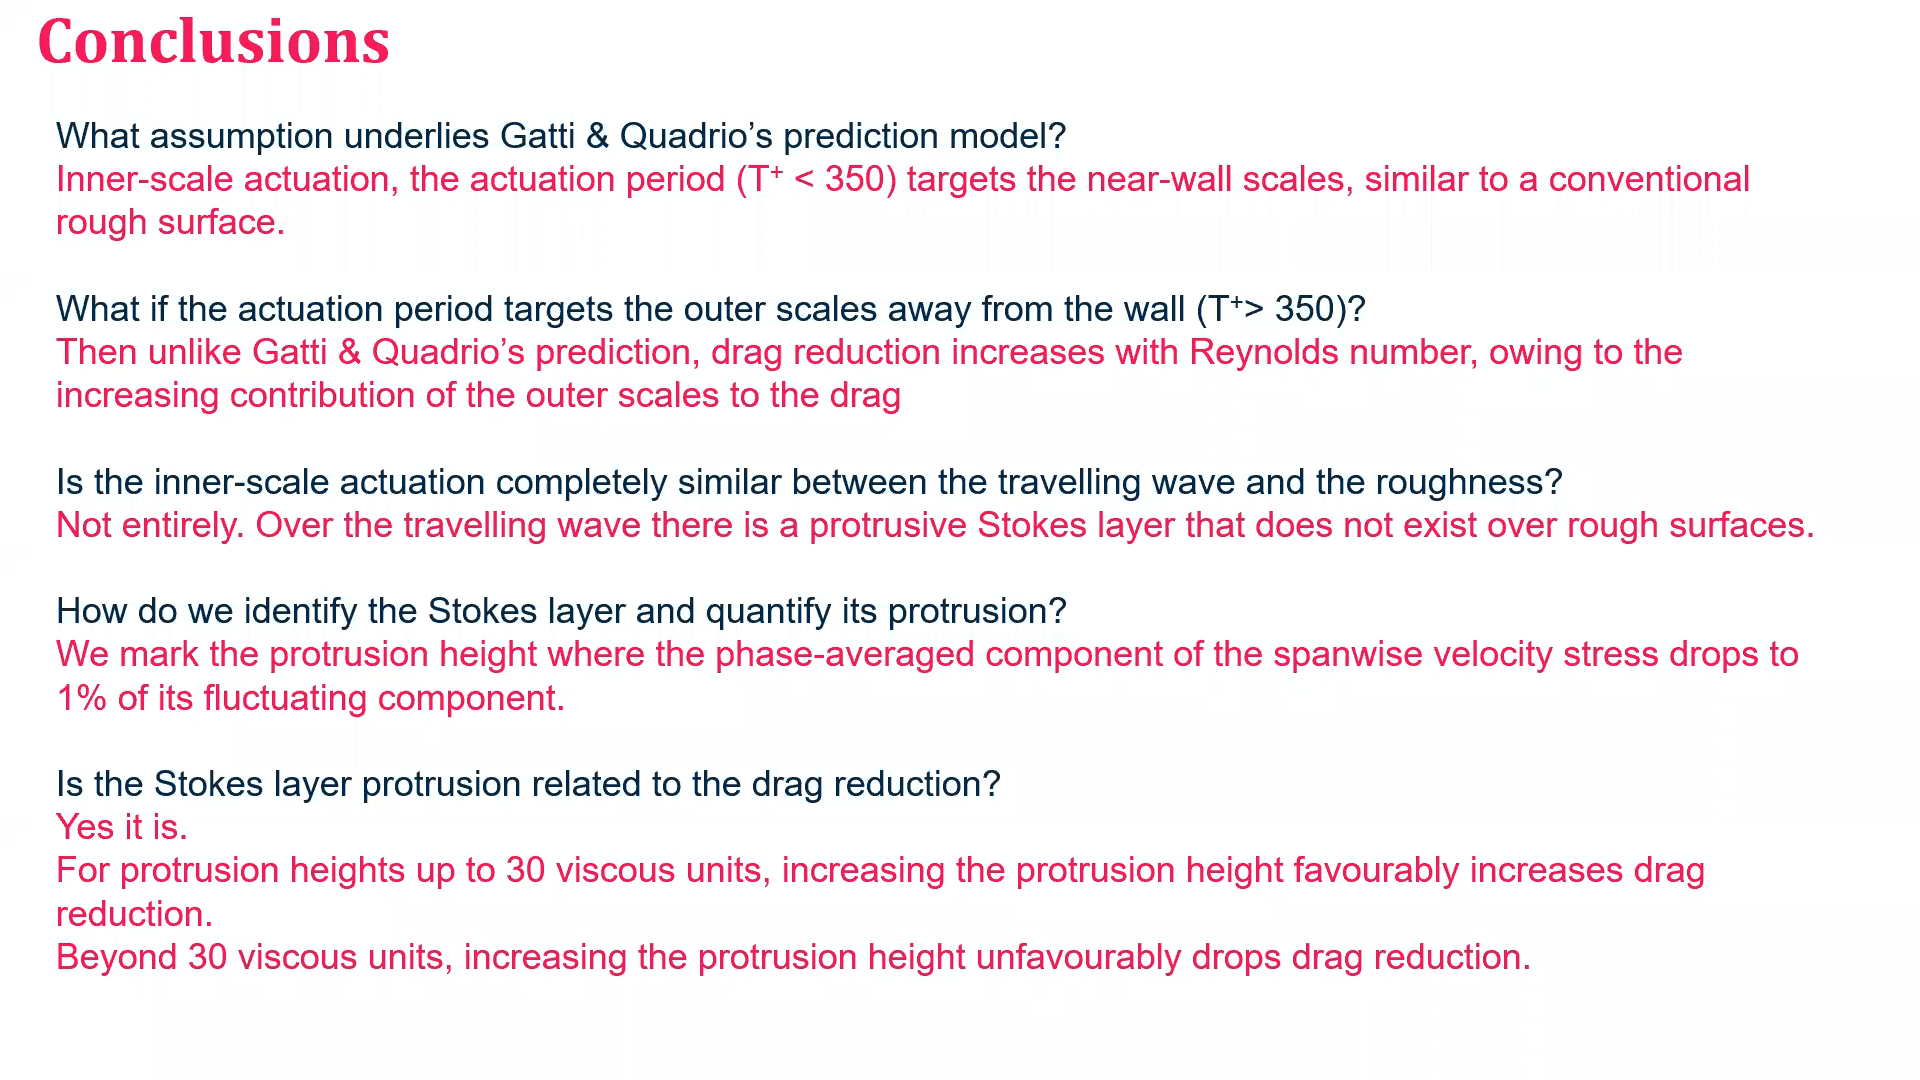 Conclusions
What assumption underlies Gatti & Quadrio’s prediction model?
Inner-scale actuation, the actuation period (T⁺ < 350) targets the near-wall scales, similar to a conventional
rough surface.
What if the actuation period targets the outer scales away from the wall (T⁺> 350)?
Then unlike Gatti & Quadrio’s prediction, drag reduction increases with Reynolds number, owing to the
increasing contribution of the outer scales to the drag
Is the inner-scale actuation completely similar between the travelling wave and the roughness?
Not entirely. Over the travelling wave there is a protrusive Stokes layer that does not exist over rough surfaces.
How do we identify the Stokes layer and quantify its protrusion?
We mark the protrusion height where the phase-averaged component of the spanwise velocity stress drops to
1% of its fluctuating component.
Is the Stokes layer protrusion related to the drag reduction?
Yes it is.
For protrusion heights up to 30 viscous units, increasing the protrusion height favourably increases drag
reduction.
Beyond 30 viscous units, increasing the protrusion height unfavourably drops drag reduction.